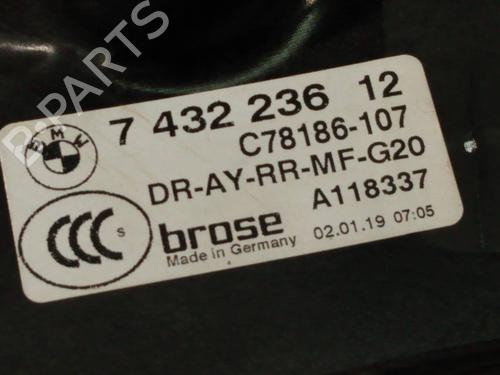 B-PARTS
BMW
7 432 236 12
C78186-107
DR-AY-RR-MF-G20
A118337
CCC S
brose
Made in Germany
02.01.19 07:05